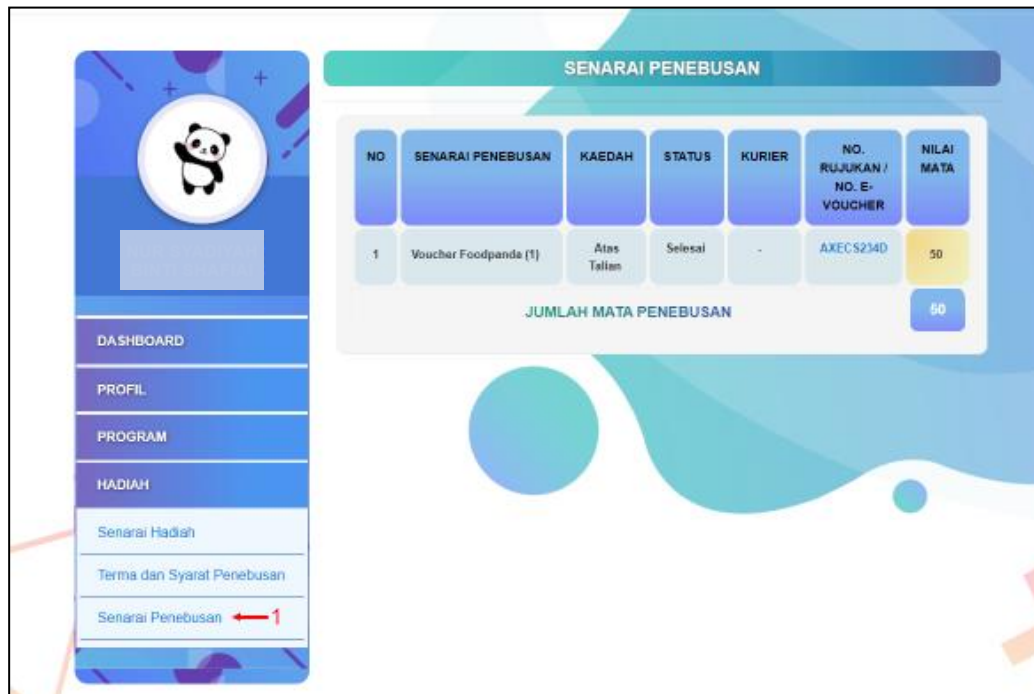 SENARAI PENEBUSAN
NO
SENARAI PENEBUSAN
KAEDAH
STATUS
KURIER
NO.
RUJUKAN /
NO. E-
VOUCHER
NILAI
MATA
1
Voucher Foodpanda (1)
Atas
Talian
Selesai
-
AXECS234D
50
JUMLAH MATA PENEBUSAN
50
DASHBOARD
PROFIL
PROGRAM
HADIAH
Senarai Hadiah
Terma dan Syarat Penebusan
Senarai Penebusan
1